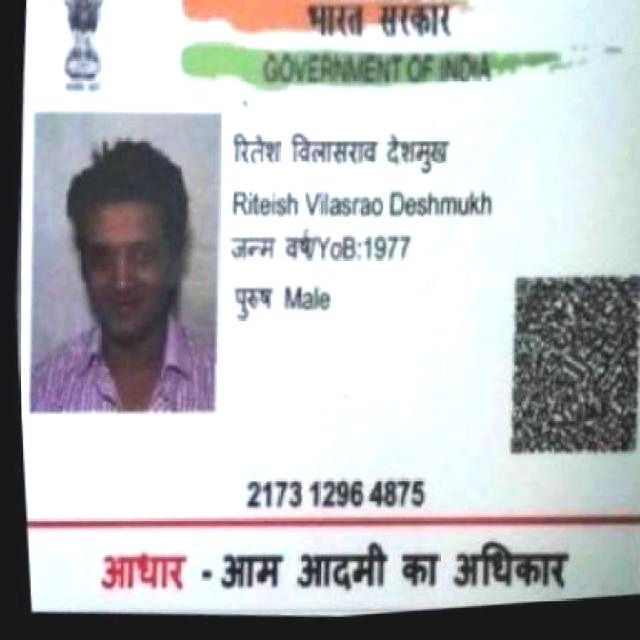 भारत सरकार
GOVERNMENT OF INDIA
रितेश विलासराव देशमुख
Riteish Vilasrao Deshmukh
जन्म वर्ष/YoB:1977
पुरुष Male
2173 1296 4875
आधार - आम आदमी का अधिकार